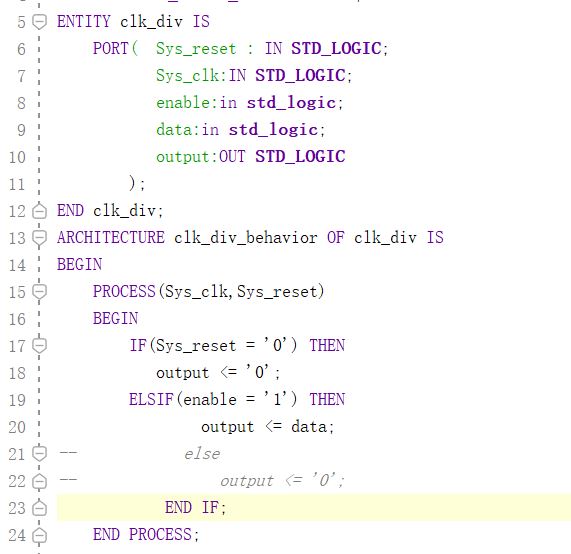 5 ENTITY clk_div IS
6 PORT( Sys_reset : IN STD_LOGIC;
7 Sys_clk:IN STD_LOGIC;
8 enable:in std_logic;
9 data:in std_logic;
10 output:OUT STD_LOGIC
11 );
12 END clk_div;
13 ARCHITECTURE clk_div_behavior OF clk_div IS
14 BEGIN
15 PROCESS(Sys_clk,Sys_reset)
16 BEGIN
17 IF(Sys_reset = '0') THEN
18 output <= '0';
19 ELSIF(enable = '1') THEN
20 output <= data;
21 -- else
22 -- output <= '0';
23 END IF;
24 END PROCESS;